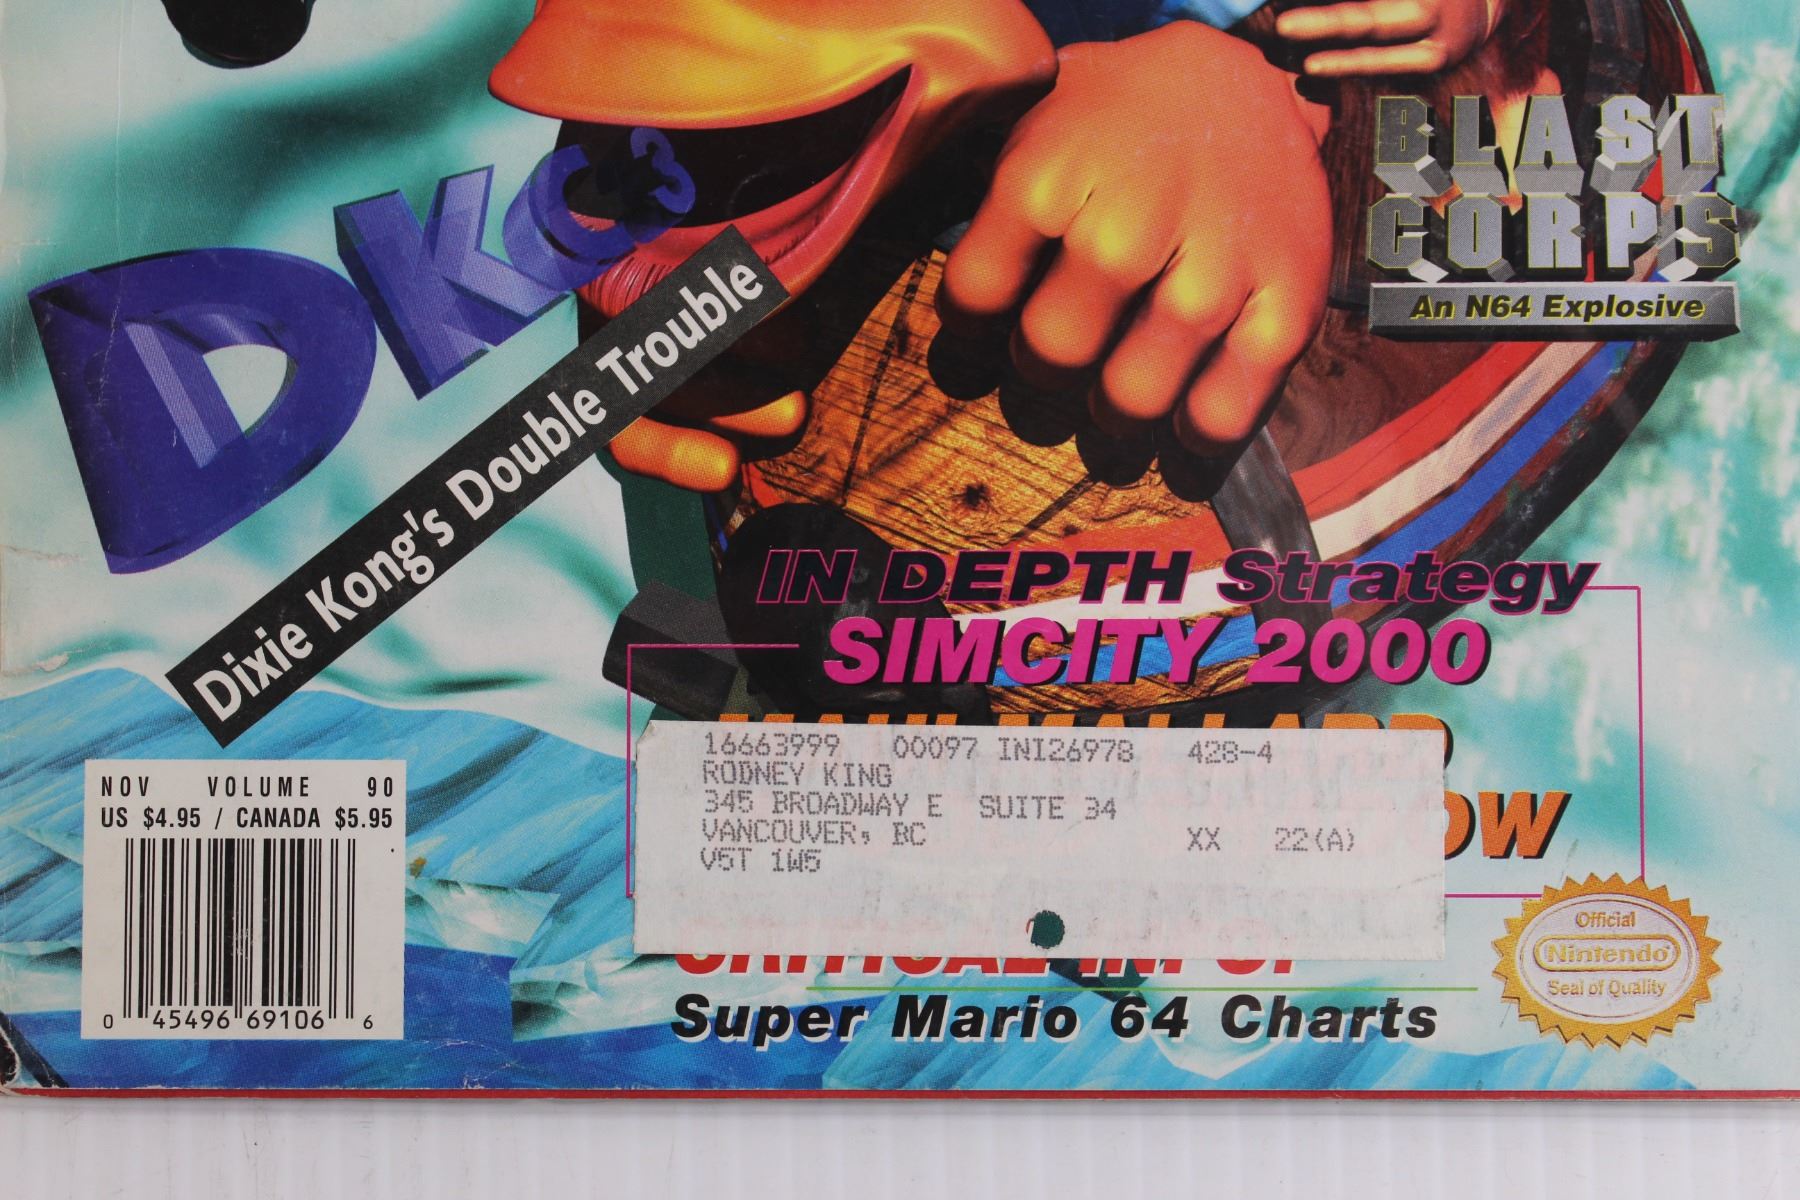 BLAST
CORPS
An N64 Explosive
DKC3
Dixie Kong's Double Trouble
IN DEPTH Strategy
SIMCITY 2000
16663999 00097 INI26978 428-4
RODNEY KING
345 BROADWAY E SUITE 34
VANCOUVER, BC XX 22(A)
V5T 1W5
NOV VOLUME 90
US $4.95 / CANADA $5.95
0 45496 69106 6
Super Mario 64 Charts
Official
Nintendo
Seal of Quality